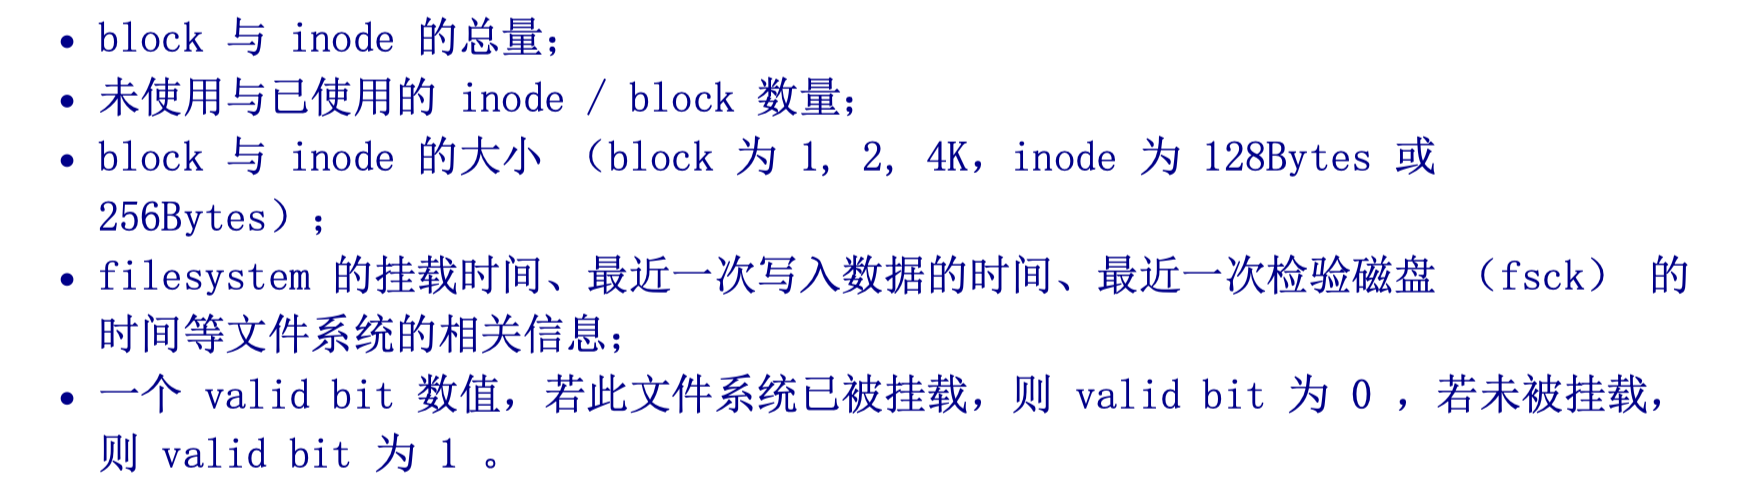 • block 与 inode 的总量；
• 未使用与已使用的 inode / block 数量；
• block 与 inode 的大小 （block 为 1, 2, 4K，inode 为 128Bytes 或
256Bytes）；
• filesystem 的挂载时间、最近一次写入数据的时间、最近一次检验磁盘 （fsck） 的
时间等文件系统的相关信息；
• 一个 valid bit 数值，若此文件系统已被挂载，则 valid bit 为 0 ，若未被挂载，
则 valid bit 为 1 。